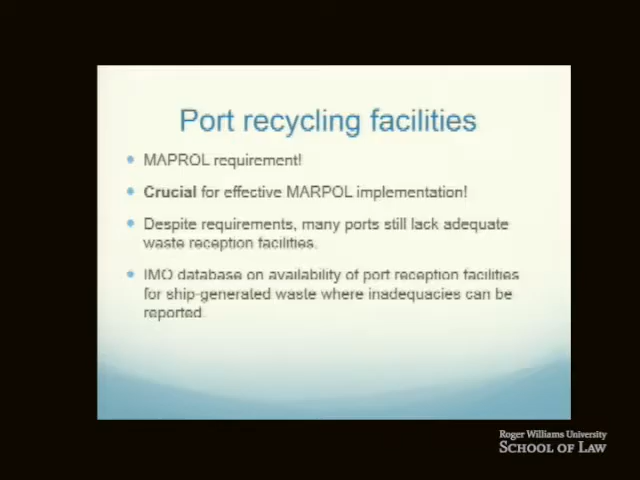 Port recycling facilities
MAPROL requirement!
Crucial for effective MARPOL implementation!
Despite requirements, many ports still lack adequate
waste reception facilities.
IMO database on availability of port reception facilities
for ship-generated waste where inadequacies can be
reported.
Roger Williams University
SCHOOL OF LAW